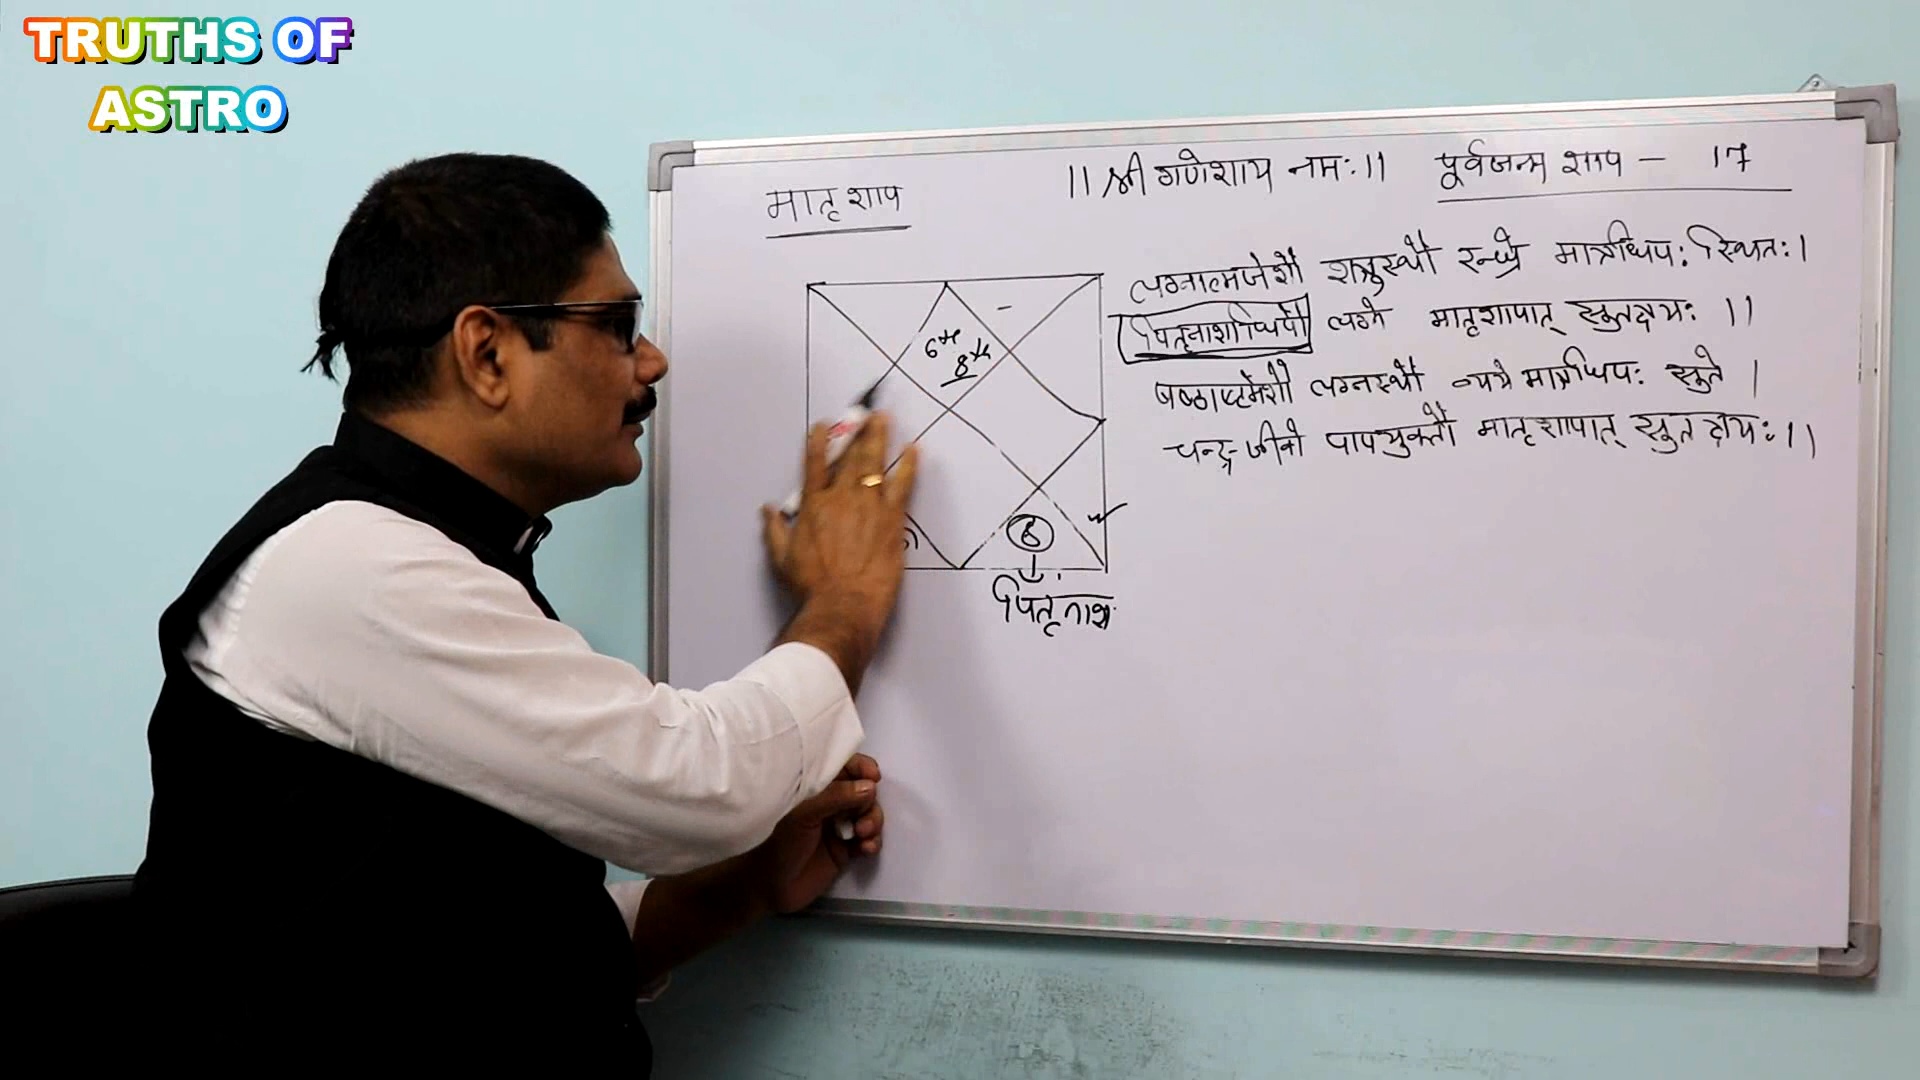 TRUTHS OF
ASTRO
मातृ शाप
॥ श्री गणेशाय नमः ॥
पूर्वजन्म शाप — 17
लग्नात्मजेशौ शत्रुस्थौ रन्ध्रे मात्रधिपः स्थितः ।
पितृनाशाधिपौ लग्ने मातृशापात् सुतक्षयः ॥
षष्ठाष्टमेशौ लग्नस्थौ व्यये मात्रधिपः सुते ।
चन्द्र जीवौ पापयुक्तौ मातृशापात् सुत क्षयः ॥
6th
8th
पितृनाश